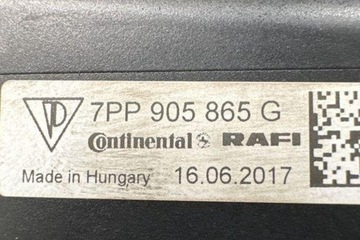 7PP 905 865 G
Continental RAFI
Made in Hungary 16.06.2017